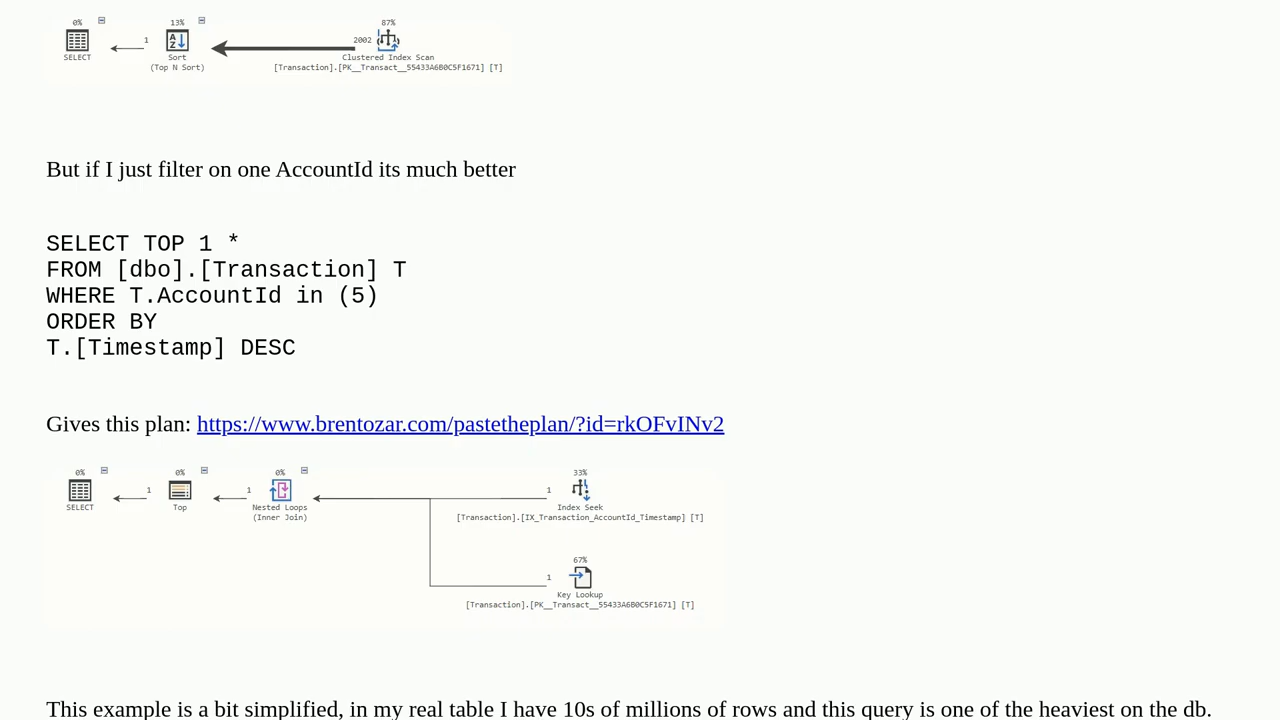 0%
13%
87%
1
2002
SELECT
Sort
(Top N Sort)
Clustered Index Scan
[Transaction].[PK__Transact__55433A6B0C5F1671] [T]
But if I just filter on one AccountId its much better
SELECT TOP 1 *
FROM [dbo].[Transaction] T
WHERE T.AccountId in (5)
ORDER BY
T.[Timestamp] DESC
Gives this plan: https://www.brentozar.com/pastetheplan/?id=rkOFvINv2
0%
0%
0%
33%
1
1
1
SELECT
Top
Nested Loops
(Inner Join)
Index Seek
[Transaction].[IX_Transaction_AccountId_Timestamp] [T]
67%
1
Key Lookup
[Transaction].[PK__Transact__55433A6B0C5F1671] [T]
This example is a bit simplified, in my real table I have 10s of millions of rows and this query is one of the heaviest on the db.